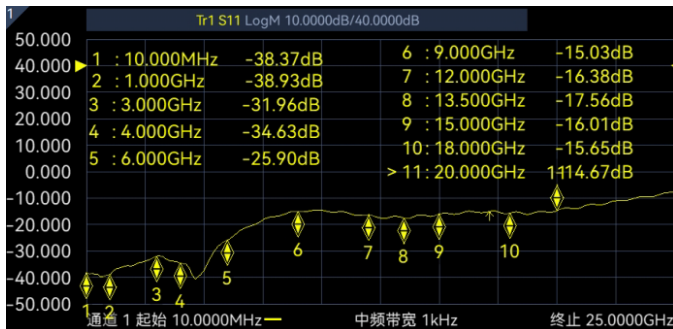 1
Tr1 S11 LogM 10.0000dB/40.0000dB
50.000
40.000
30.000
20.000
10.000
0.000
-10.000
-20.000
-30.000
-40.000
-50.000
1 : 10.000MHz -38.37dB
2 : 1.000GHz -38.93dB
3 : 3.000GHz -31.96dB
4 : 4.000GHz -34.63dB
5 : 6.000GHz -25.90dB
6 : 9.000GHz -15.03dB
7 : 12.000GHz -16.38dB
8 : 13.500GHz -17.56dB
9 : 15.000GHz -16.01dB
10: 18.000GHz -15.65dB
> 11: 20.000GHz -14.67dB
11
1 2 3 4 5 6 7 8 9 10
通道 1 起始 10.0000MHz 中频带宽 1kHz 终止 25.0000GHz